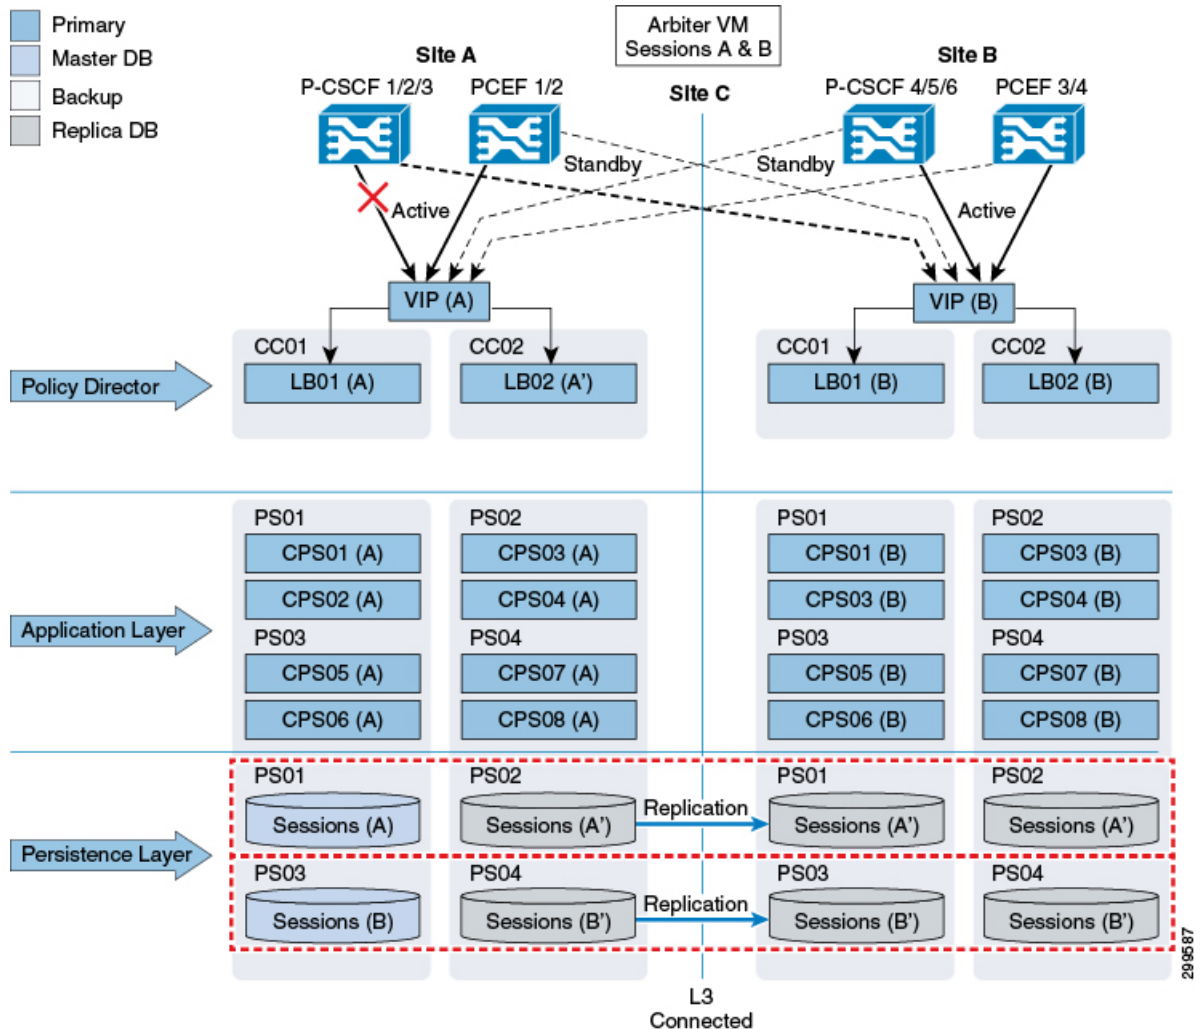 Primary
Master DB
Backup
Replica DB
Arbiter VM
Sessions A & B
Site A
Site B
Site C
P-CSCF 1/2/3
PCEF 1/2
P-CSCF 4/5/6
PCEF 3/4
Standby
Standby
Active
Active
VIP (A)
VIP (B)
CC01
CC02
CC01
CC02
Policy Director
LB01 (A)
LB02 (A’)
LB01 (B)
LB02 (B)
PS01
PS02
PS01
PS02
CPS01 (A)
CPS03 (A)
CPS01 (B)
CPS03 (B)
CPS02 (A)
CPS04 (A)
CPS03 (B)
CPS04 (B)
Application Layer
PS03
PS04
PS03
PS04
CPS05 (A)
CPS07 (A)
CPS05 (B)
CPS07 (B)
CPS06 (A)
CPS08 (A)
CPS06 (B)
CPS08 (B)
PS01
PS02
PS01
PS02
Sessions (A)
Sessions (A’)
Replication
Sessions (A’)
Sessions (A’)
Persistence Layer
PS03
PS04
PS03
PS04
Sessions (B)
Sessions (B’)
Replication
Sessions (B’)
Sessions (B’)
L3
Connected
299587